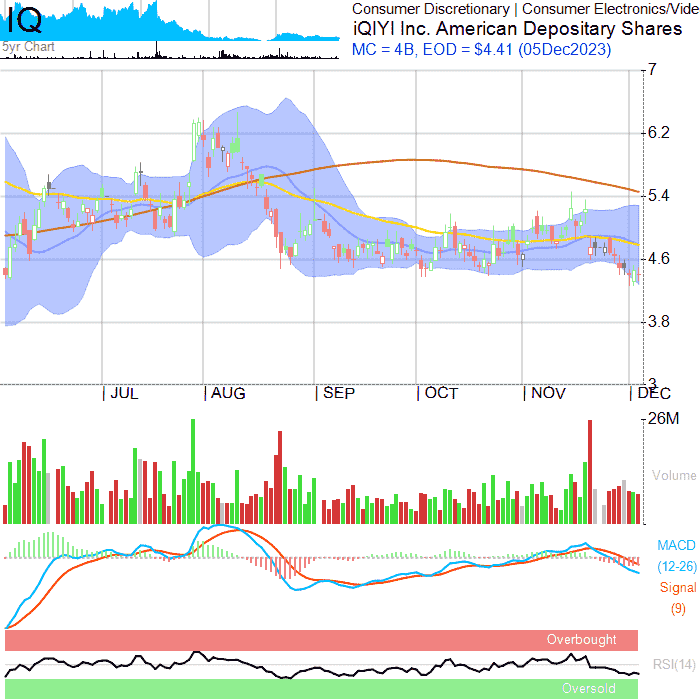 IQ
5yr Chart
Consumer Discretionary | Consumer Electronics/Vide
iQIYI Inc. American Depositary Shares
MC = 4B, EOD = $4.41 (05Dec2023)
7
6.2
5.4
4.6
3.8
3
JUL AUG SEP OCT NOV DEC
26M
Volume
MACD
(12-26)
Signal
(9)
Overbought
RSI(14)
Oversold